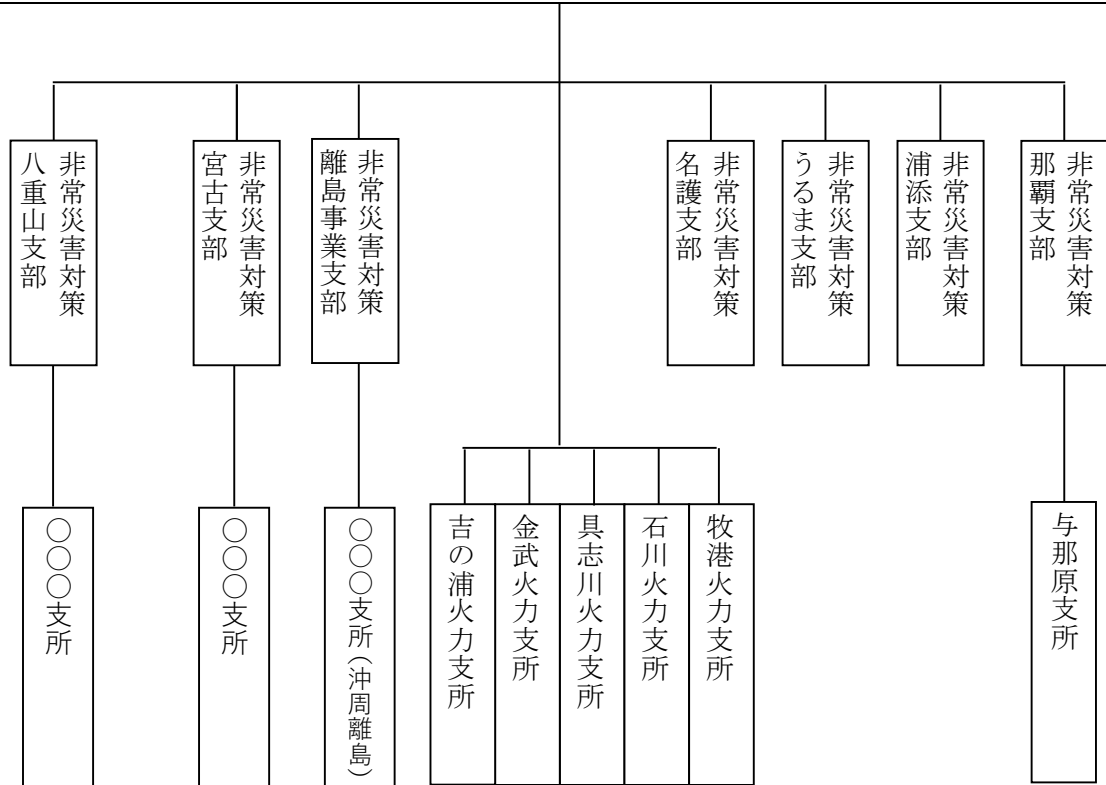 非常災害対策
那覇支部
非常災害対策
浦添支部
非常災害対策
うるま支部
非常災害対策
名護支部
非常災害対策
離島事業支部
非常災害対策
宮古支部
非常災害対策
八重山支部
与那原支所
牧港火力支所
石川火力支所
具志川火力支所
金武火力支所
吉の浦火力支所
○○○支所(沖周離島)
○○○支所
○○○支所